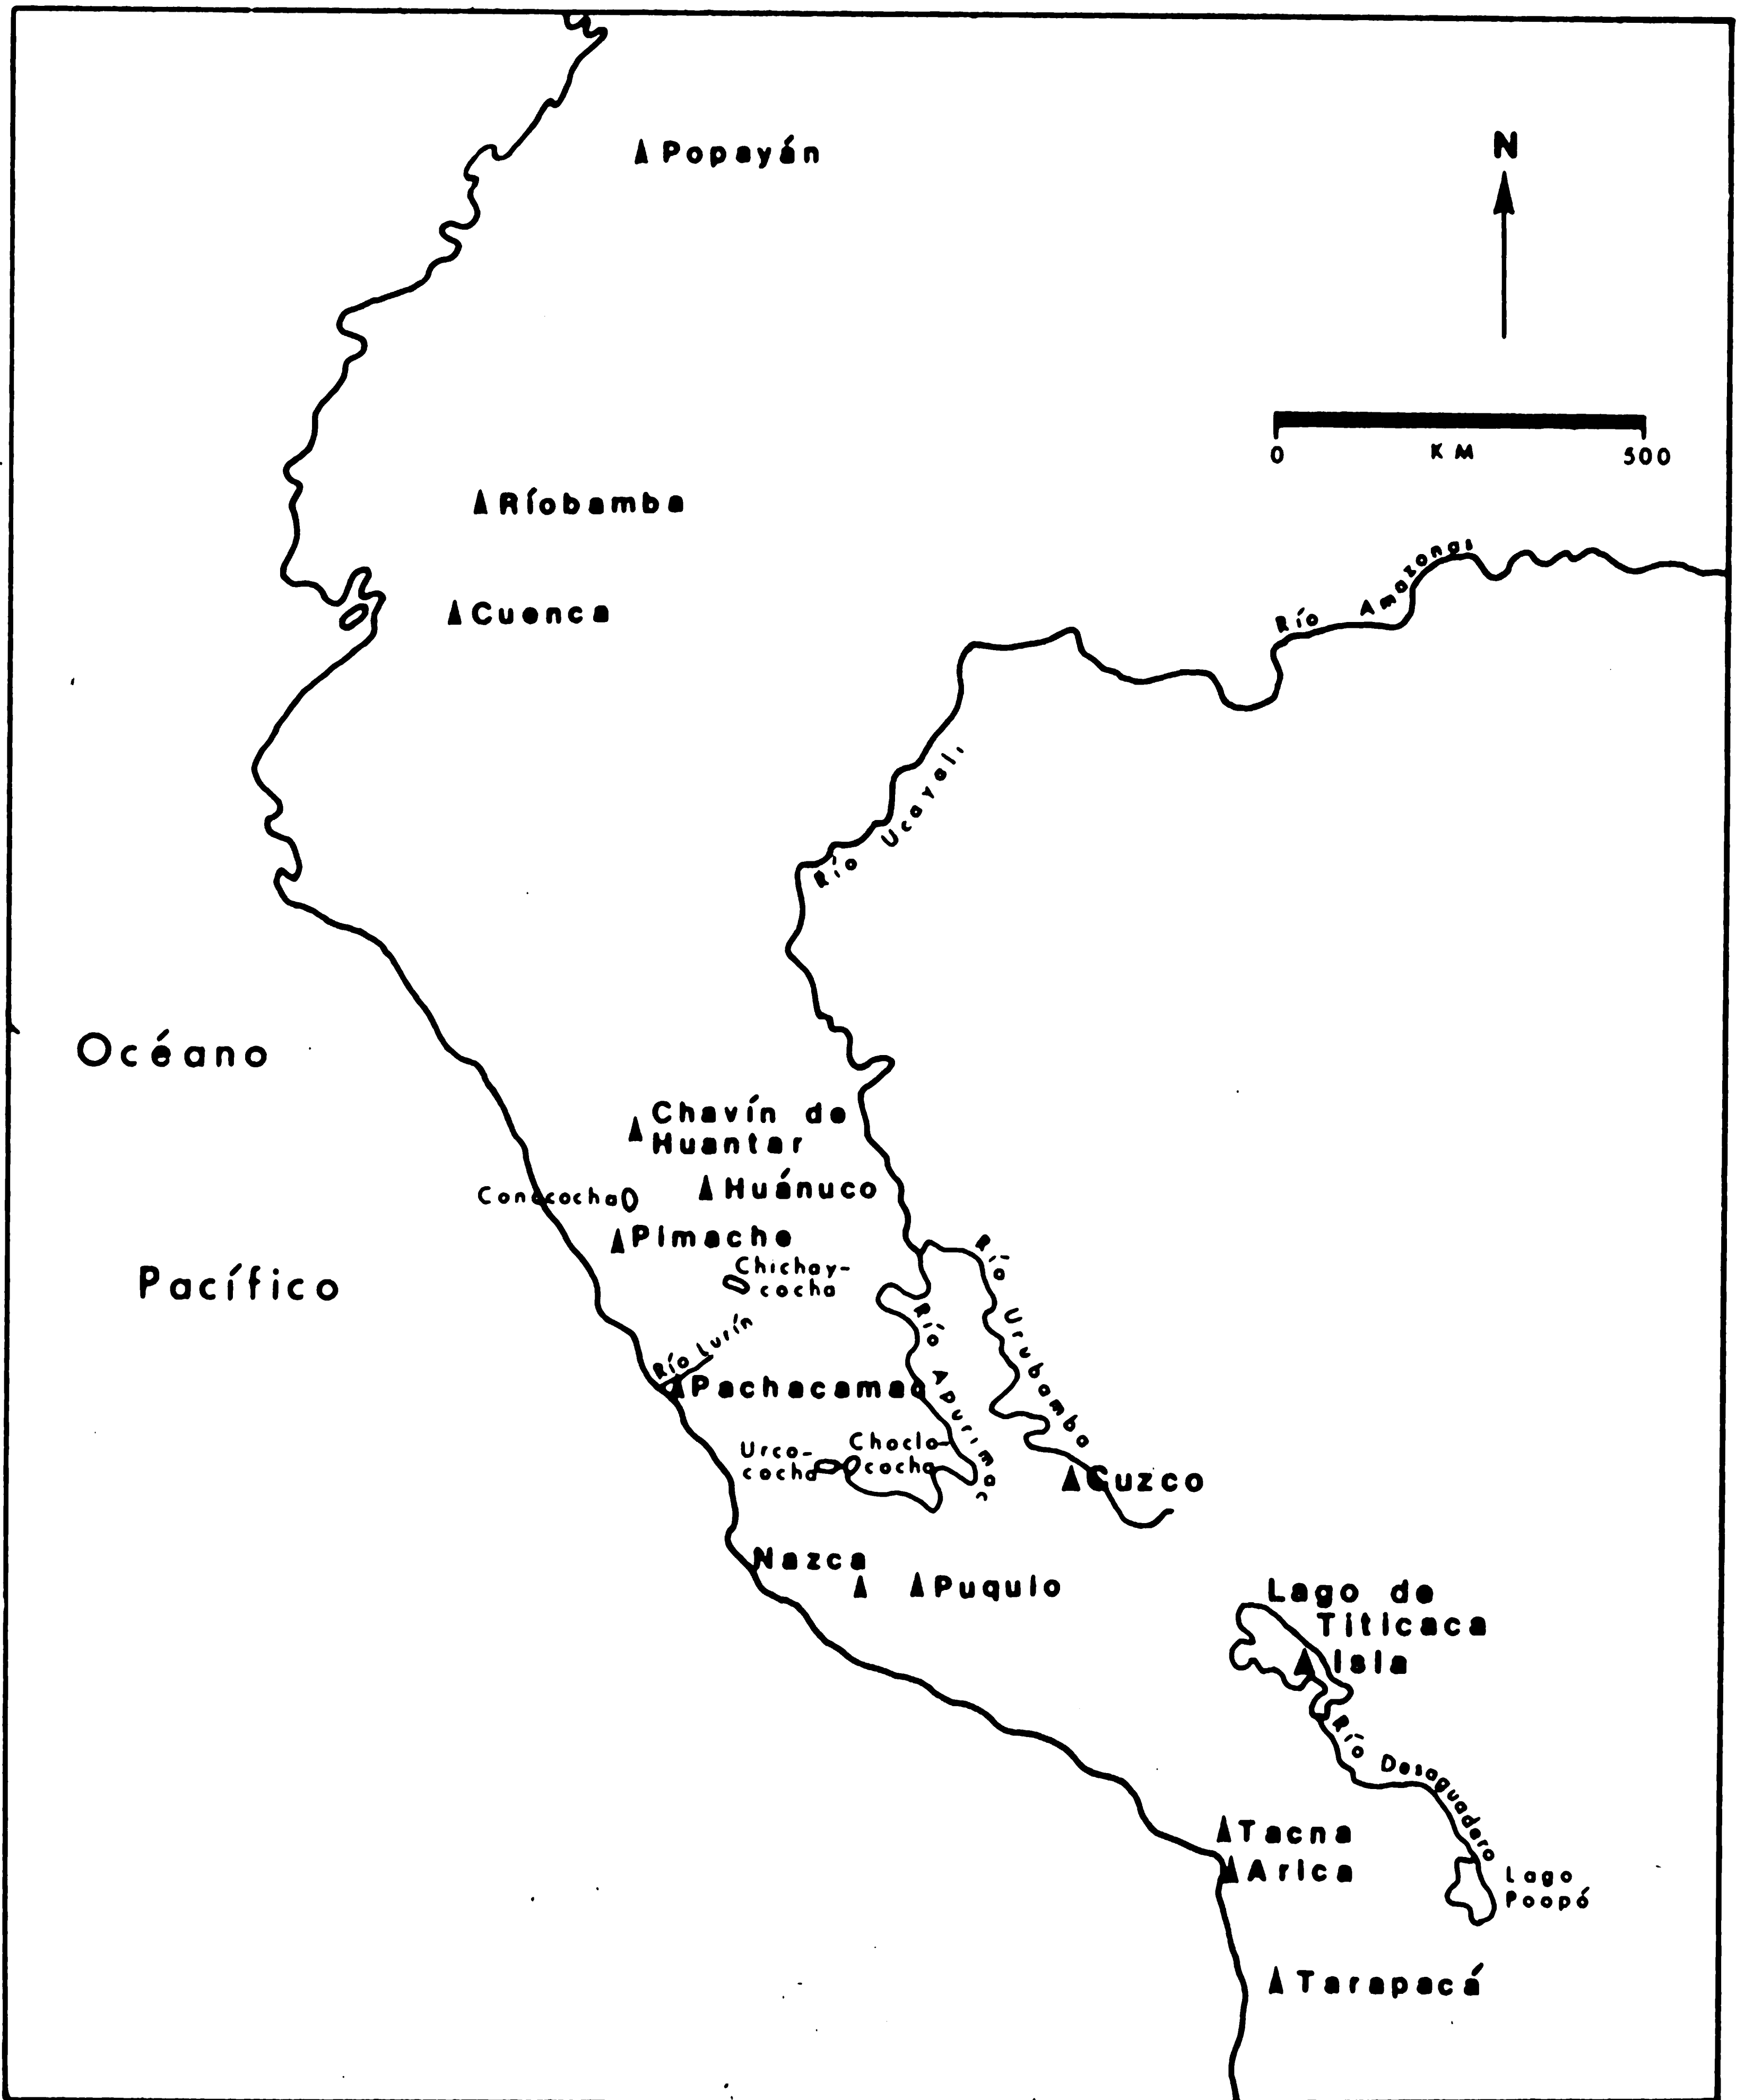 Popayán
N
0 KM 500
Ríobamba
Río Amazonas
Cuenca
Río Ucayali
Océano
Chavín de
Huantar
Conococha
Huánuco
Pimache
Chichay-
cocha
Pacífico
Río Urubamba
Río Apurímac
Río Lurín
Pachacamac
Urco-
cocha
Choclo-
cocha
Cuzco
Nazca
Puquio
Lago de
Titicaca
Isla
Río Desaguadero
Tacna
Arica
Lago
Poopó
Tarapacá